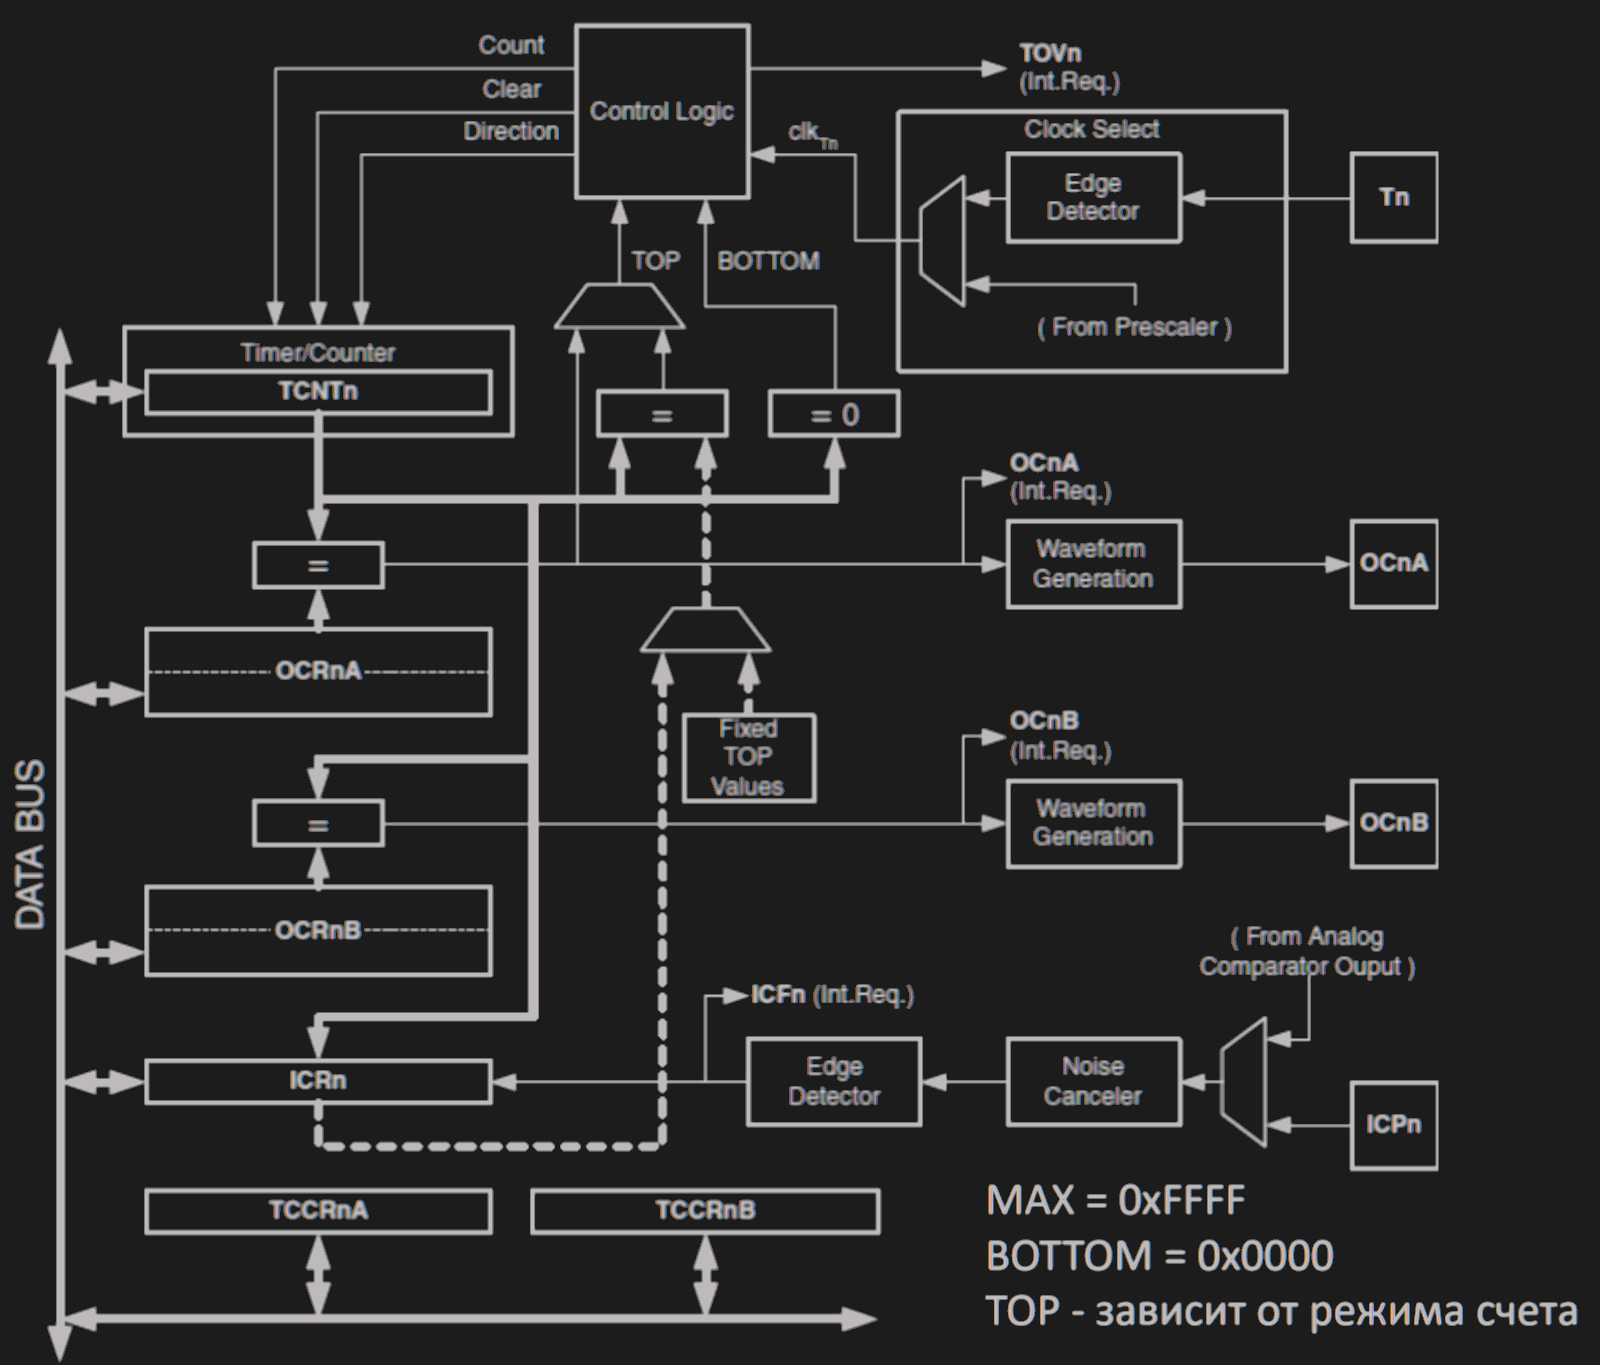 Count
Clear
Direction
Control Logic
TOVn
(Int.Req.)
clkTn
Clock Select
Edge
Detector
Tn
( From Prescaler )
TOP
BOTTOM
Timer/Counter
TCNTn
=
= 0
=
OCnA
(Int.Req.)
Waveform
Generation
OCnA
OCRnA
Fixed
TOP
Values
OCnB
(Int.Req.)
=
Waveform
Generation
OCnB
OCRnB
DATA BUS
( From Analog
Comparator Ouput )
ICFn (Int.Req.)
ICRn
Edge
Detector
Noise
Canceler
ICPn
TCCRnA
TCCRnB
MAX = 0xFFFF
BOTTOM = 0x0000
TOP - зависит от режима счета